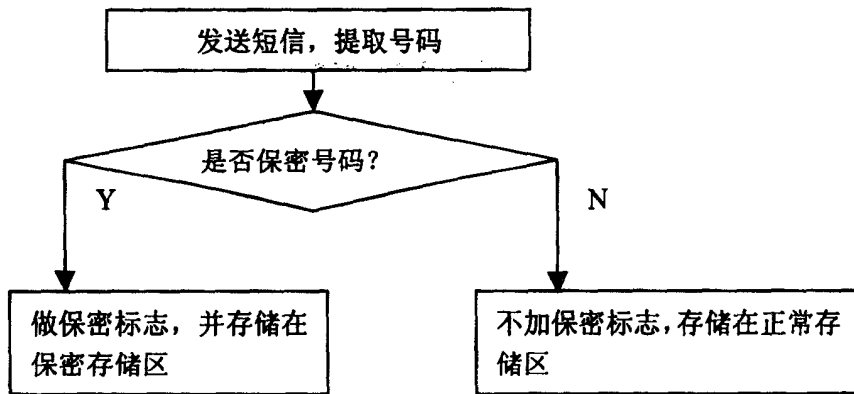 发送短信，提取号码
是否保密号码？
Y
N
做保密标志，并存储在
保密存储区
不加保密标志，存储在正常存
储区